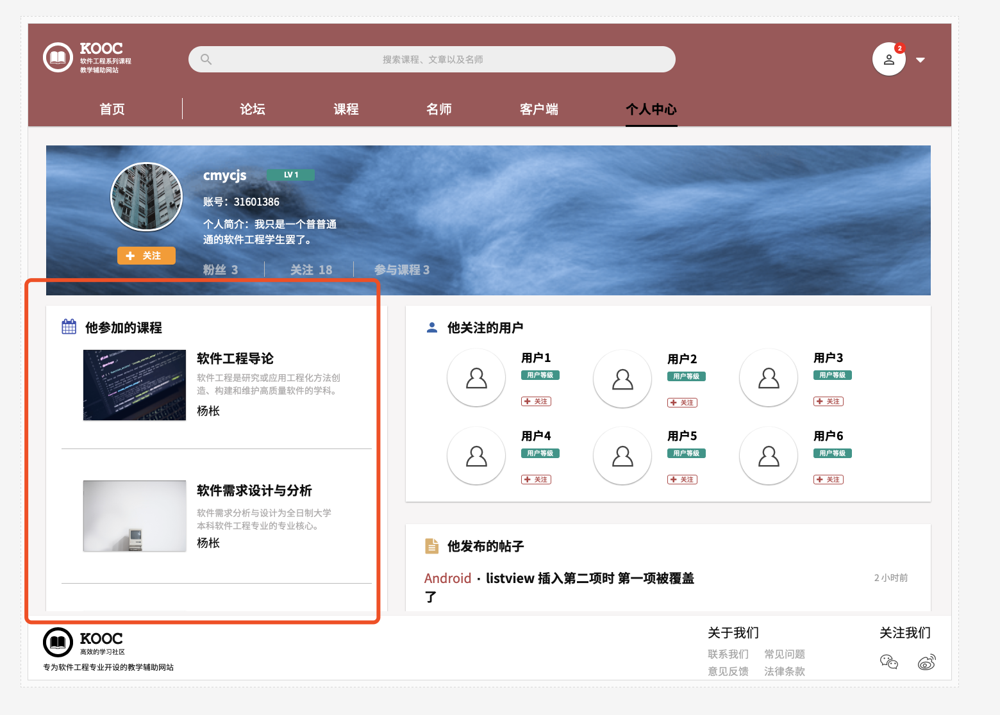 KOOC
软件工程系列课程
教学辅助网站
搜索课程、文章以及名师
2
首页
论坛
课程
名师
客户端
个人中心
cmycjs
LV 1
账号：31601386
个人简介：我只是一个普普通
通的软件工程学生罢了。
关注
粉丝 3
关注 18
参与课程 3
他参加的课程
软件工程导论
软件工程是研究或应用工程化方法创
造、构建和维护高质量软件的学科。
杨枨
软件需求设计与分析
软件需求分析与设计为全日制大学
本科软件工程专业的专业核心。
杨枨
他关注的用户
用户1
用户等级
关注
用户2
用户等级
关注
用户3
用户等级
关注
用户4
用户等级
关注
用户5
用户等级
关注
用户6
用户等级
关注
他发布的帖子
Android · listview 插入第二项时 第一项被覆盖
了
2 小时前
KOOC
高效的学习社区
专为软件工程专业开设的教学辅助网站
关于我们
联系我们 常见问题
意见反馈 法律条款
关注我们